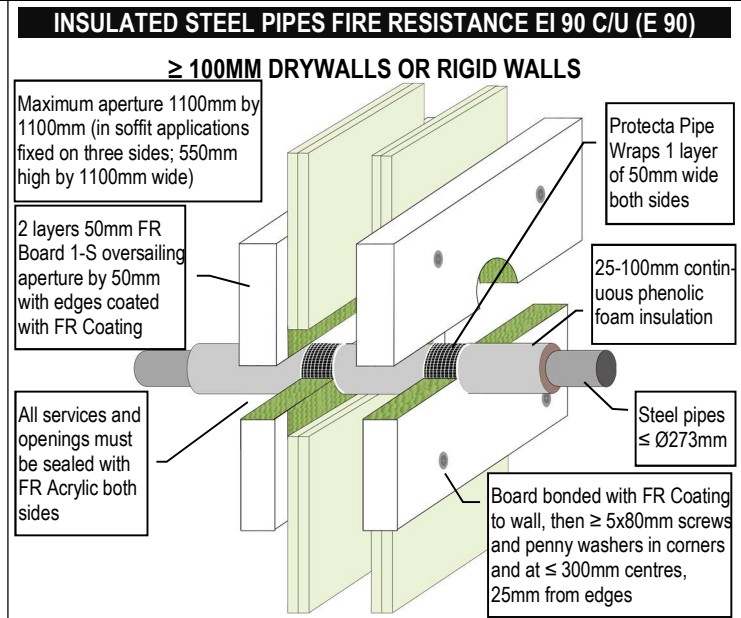 INSULATED STEEL PIPES FIRE RESISTANCE EI 90 C/U (E 90)
≥ 100MM DRYWALLS OR RIGID WALLS
Maximum aperture 1100mm by
1100mm (in soffit applications
fixed on three sides; 550mm
high by 1100mm wide)
2 layers 50mm FR
Board 1-S oversailing
aperture by 50mm
with edges coated
with FR Coating
All services and
openings must
be sealed with
FR Acrylic both
sides
Protecta Pipe
Wraps 1 layer
of 50mm wide
both sides
25-100mm contin-
uous phenolic
foam insulation
Steel pipes
≤ Ø273mm
Board bonded with FR Coating
to wall, then ≥ 5x80mm screws
and penny washers in corners
and at ≤ 300mm centres,
25mm from edges